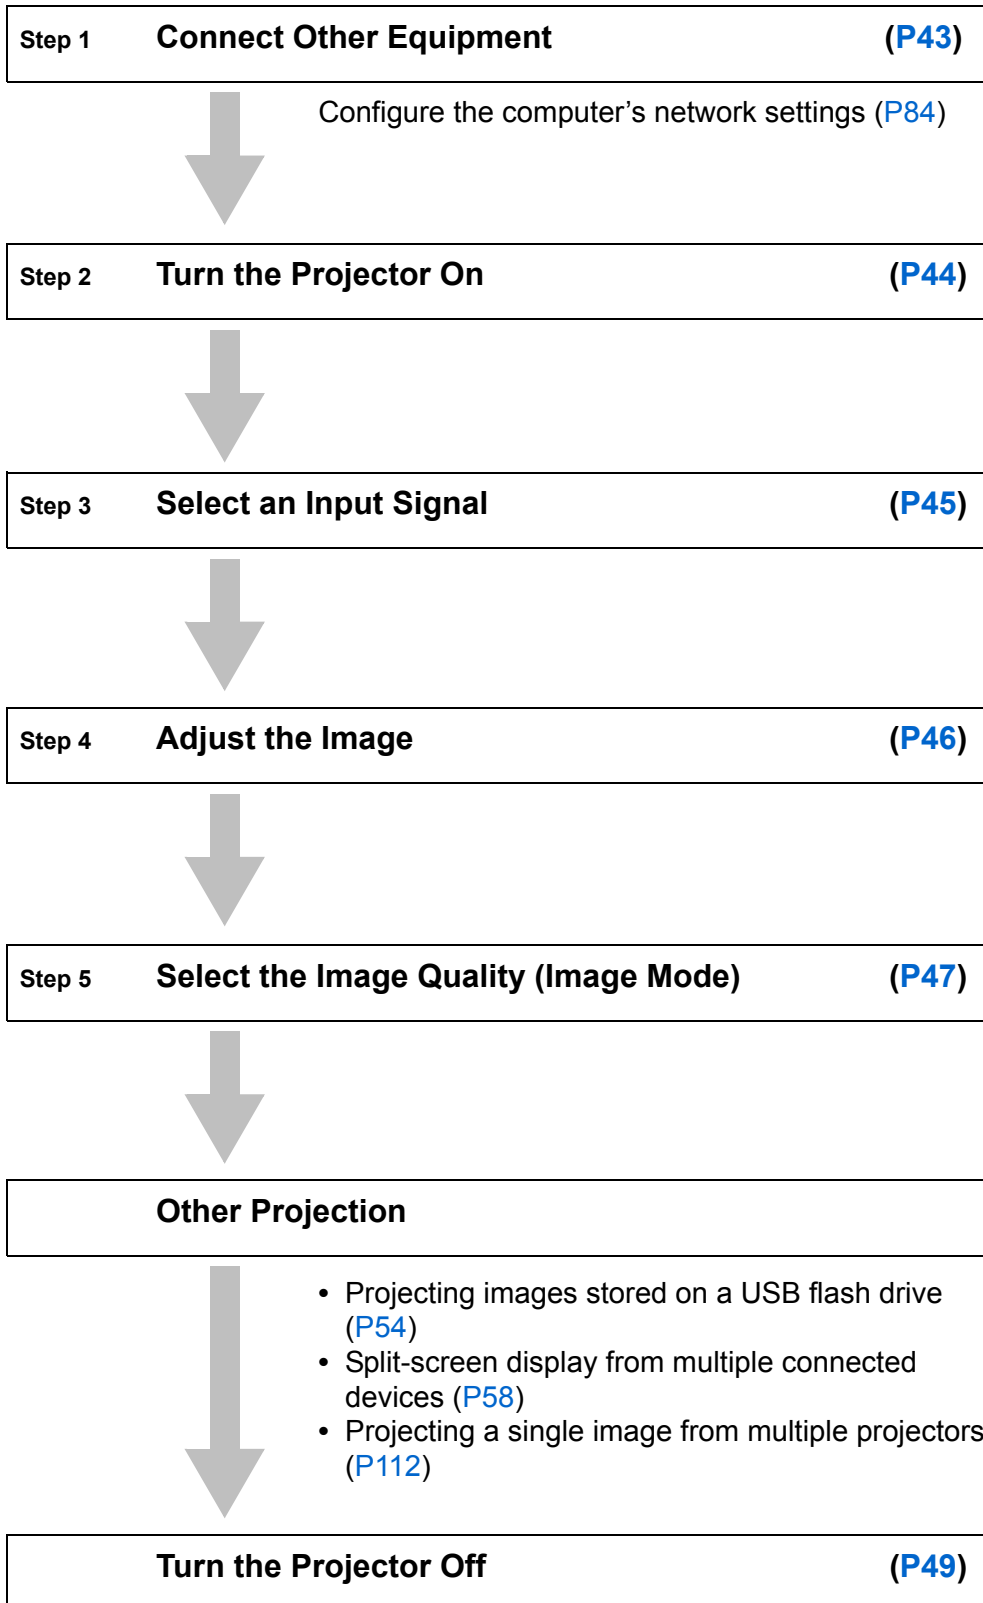 Step 1 Connect Other Equipment (P43)
Configure the computer’s network settings (P84)
Step 2 Turn the Projector On (P44)
Step 3 Select an Input Signal (P45)
Step 4 Adjust the Image (P46)
Step 5 Select the Image Quality (Image Mode) (P47)
Other Projection
• Projecting images stored on a USB flash drive
(P54)
• Split-screen display from multiple connected
devices (P58)
• Projecting a single image from multiple projectors
(P112)
Turn the Projector Off (P49)